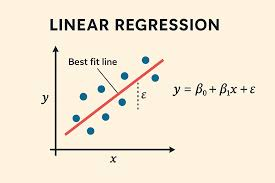 LINEAR REGRESSION
Best fit line
y
ε
y = β₀ + β₁x + ε
x